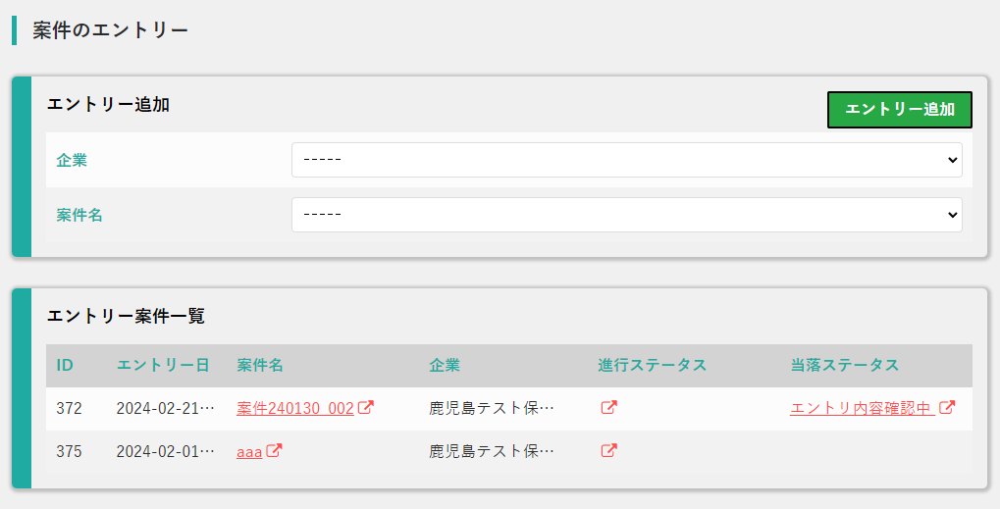 案件のエントリー
エントリー追加 エントリー追加
企業 -----
案件名 -----
エントリー案件一覧
ID エントリー日 案件名 企業 進行ステータス 当落ステータス
372 2024-02-21… 案件240130_002 鹿児島テスト保… エントリ内容確認中
375 2024-02-01… aaa 鹿児島テスト保…